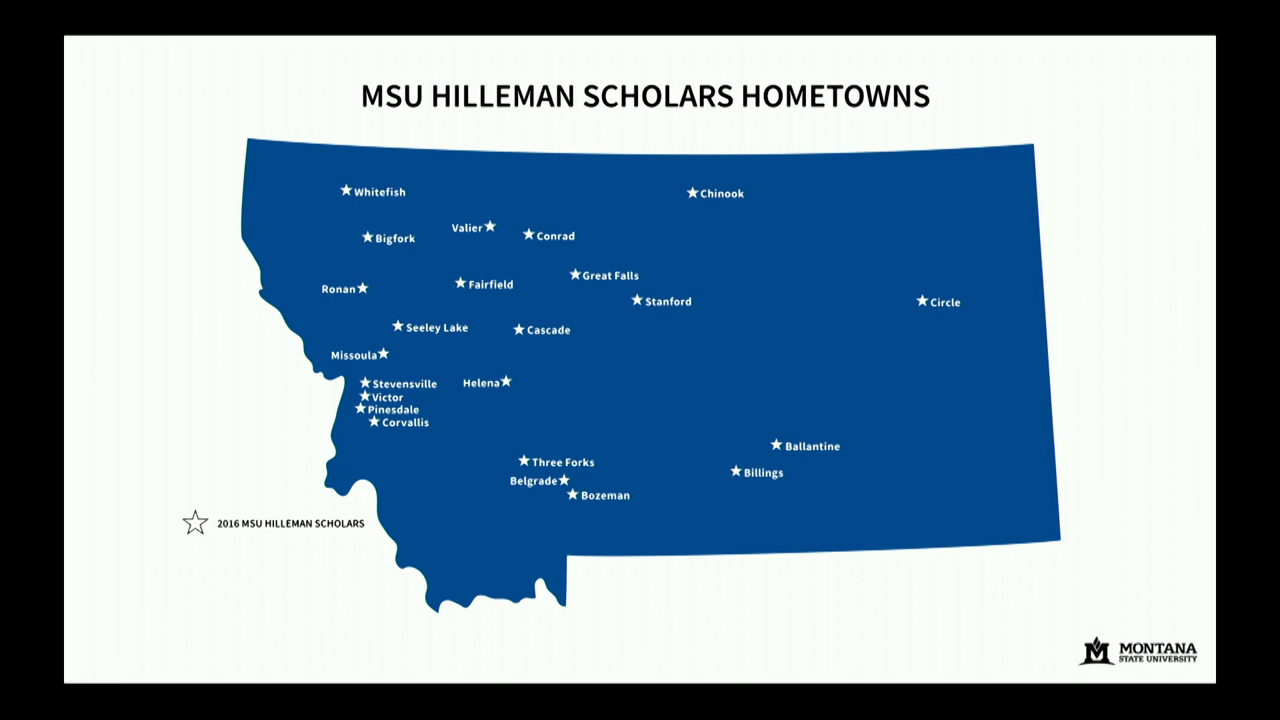 MSU HILLEMAN SCHOLARS HOMETOWNS
Whitefish
Chinook
Valier
Conrad
Bigfork
Great Falls
Fairfield
Ronan
Stanford
Circle
Seeley Lake
Cascade
Missoula
Stevensville
Helena
Victor
Pinesdale
Corvallis
Ballantine
Three Forks
Billings
Belgrade
Bozeman
2016 MSU HILLEMAN SCHOLARS
M MONTANA
STATE UNIVERSITY